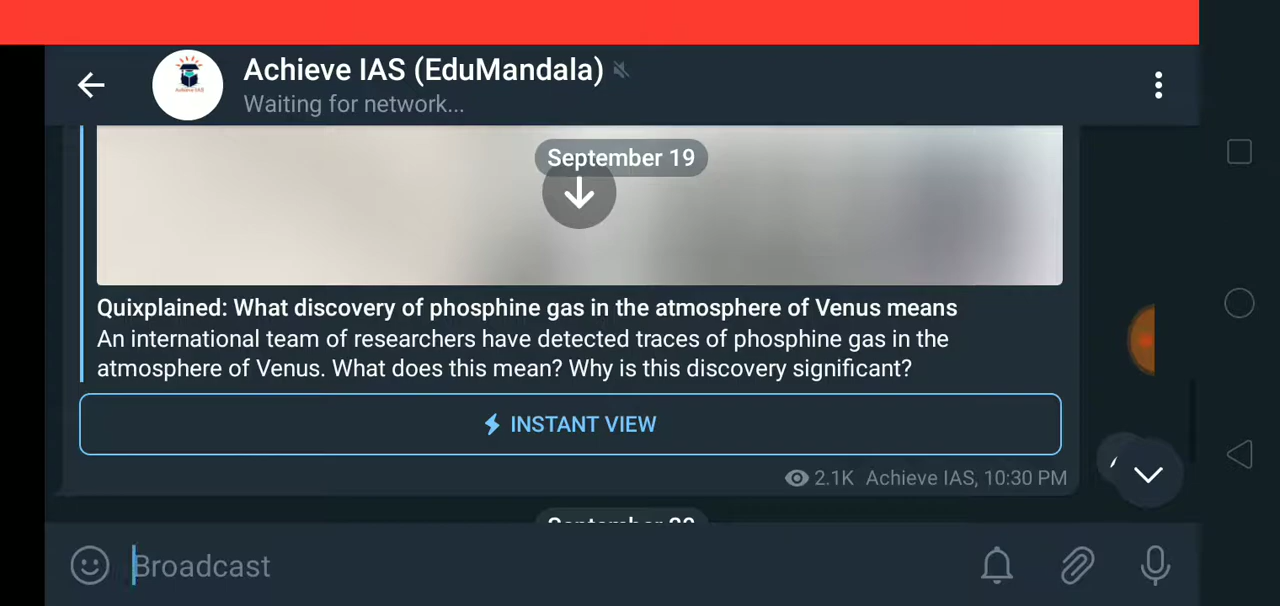 Achieve IAS (EduMandala)
Waiting for network...
September 19
Quixplained: What discovery of phosphine gas in the atmosphere of Venus means
An international team of researchers have detected traces of phosphine gas in the
atmosphere of Venus. What does this mean? Why is this discovery significant?
INSTANT VIEW
2.1K Achieve IAS, 10:30 PM
Broadcast